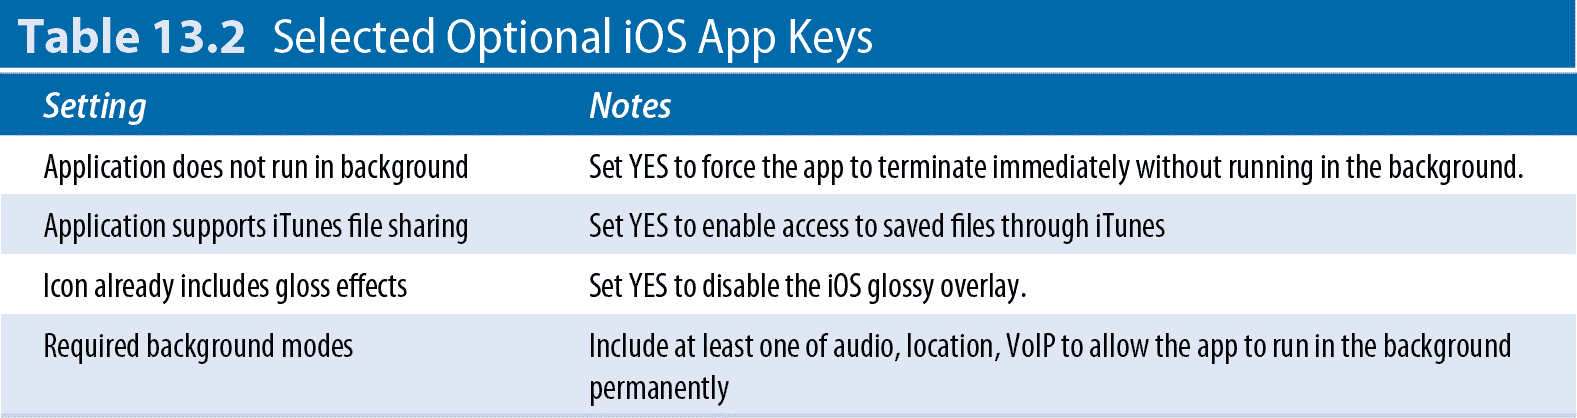 Table 13.2 Selected Optional iOS App Keys
Setting Notes
Application does not run in background Set YES to force the app to terminate immediately without running in the background.
Application supports iTunes file sharing Set YES to enable access to saved files through iTunes
Icon already includes gloss effects Set YES to disable the iOS glossy overlay.
Required background modes Include at least one of audio, location, VoIP to allow the app to run in the background
permanently